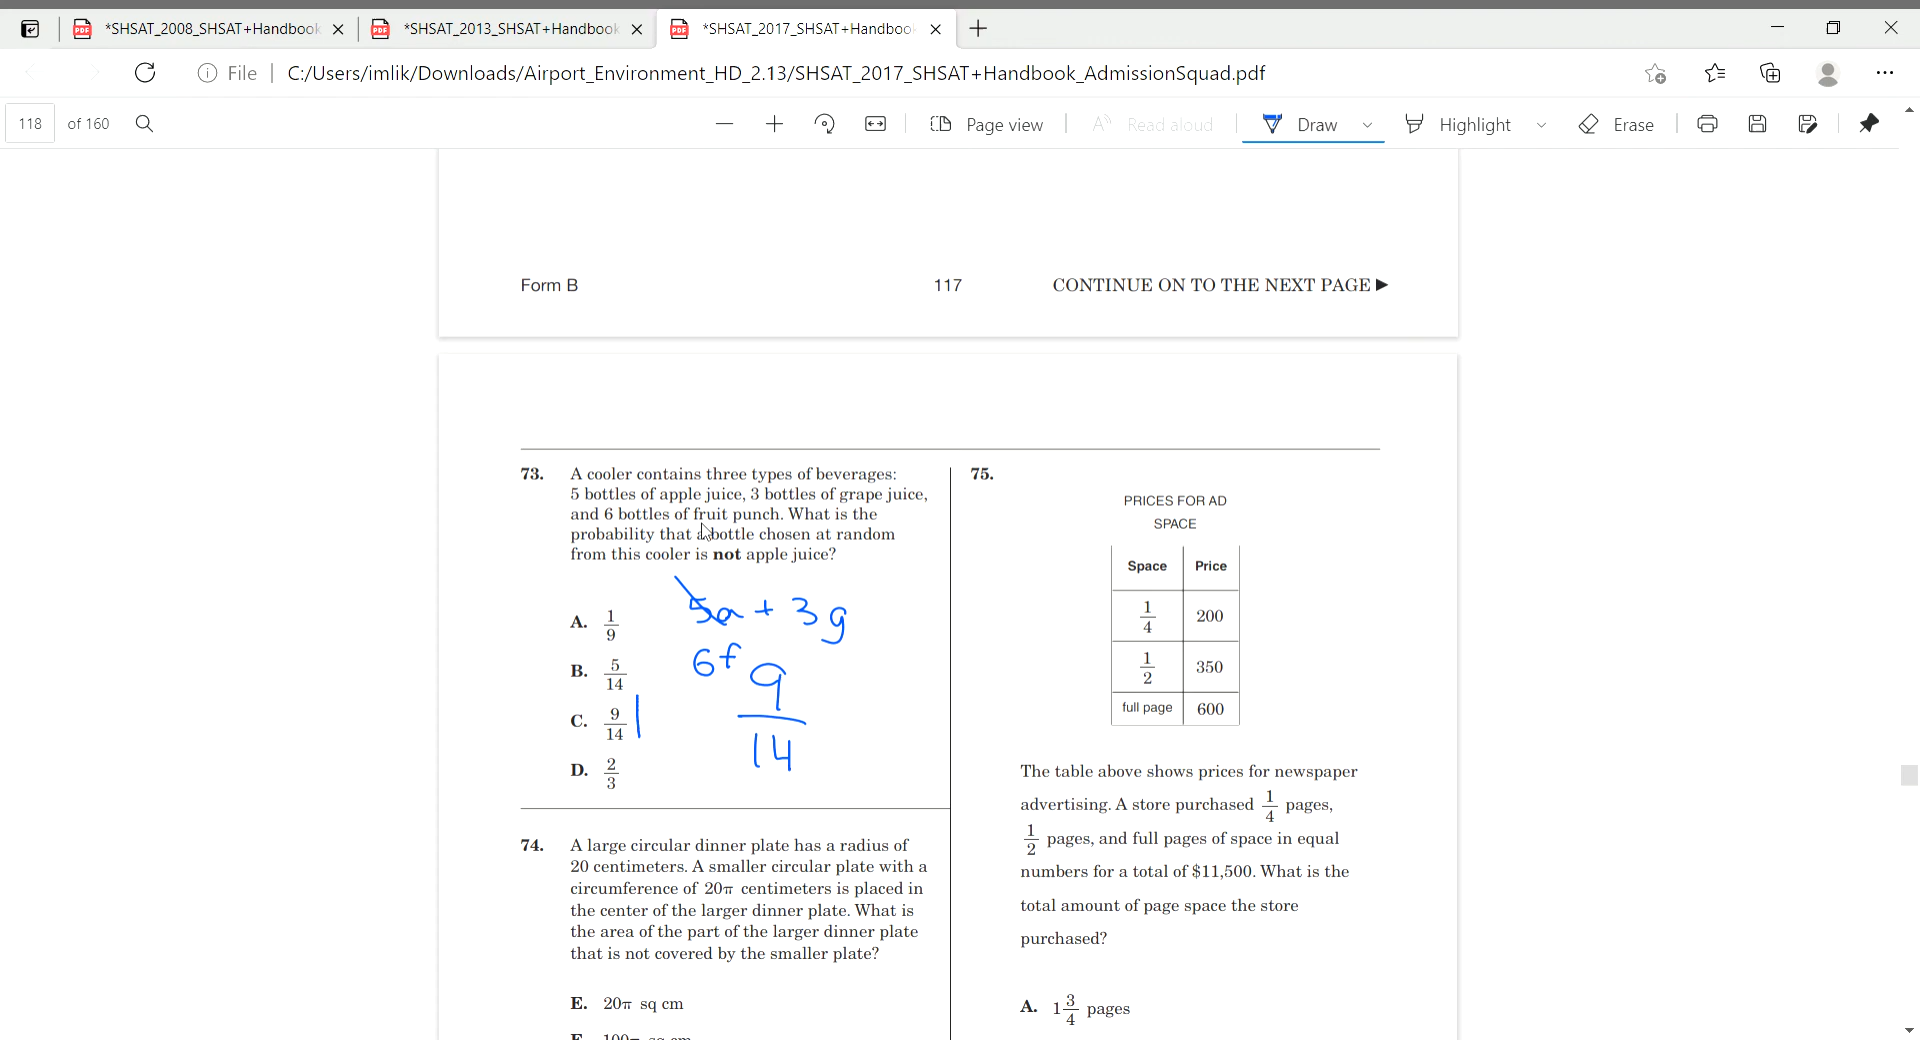 *SHSAT_2008_SHSAT+Handbook
*SHSAT_2013_SHSAT+Handbook
*SHSAT_2017_SHSAT+Handboo
File | C:/Users/imlik/Downloads/Airport_Environment_HD_2.13/SHSAT_2017_SHSAT+Handbook_AdmissionSquad.pdf
118 of 160
Page view
Read aloud
Draw
Highlight
Erase
Form B
117
CONTINUE ON TO THE NEXT PAGE ▶
73. A cooler contains three types of beverages:
5 bottles of apple juice, 3 bottles of grape juice,
and 6 bottles of fruit punch. What is the
probability that a bottle chosen at random
from this cooler is not apple juice?
5a + 3g
6f
9/14
A. 1/9
B. 5/14
C. 9/14
D. 2/3
74. A large circular dinner plate has a radius of
20 centimeters. A smaller circular plate with a
circumference of 20π centimeters is placed in
the center of the larger dinner plate. What is
the area of the part of the larger dinner plate
that is not covered by the smaller plate?
E. 20π sq cm
75.
PRICES FOR AD
SPACE
Space Price
1/4 200
1/2 350
full page 600
The table above shows prices for newspaper
advertising. A store purchased 1/4 pages,
1/2 pages, and full pages of space in equal
numbers for a total of $11,500. What is the
total amount of page space the store
purchased?
A. 1 3/4 pages